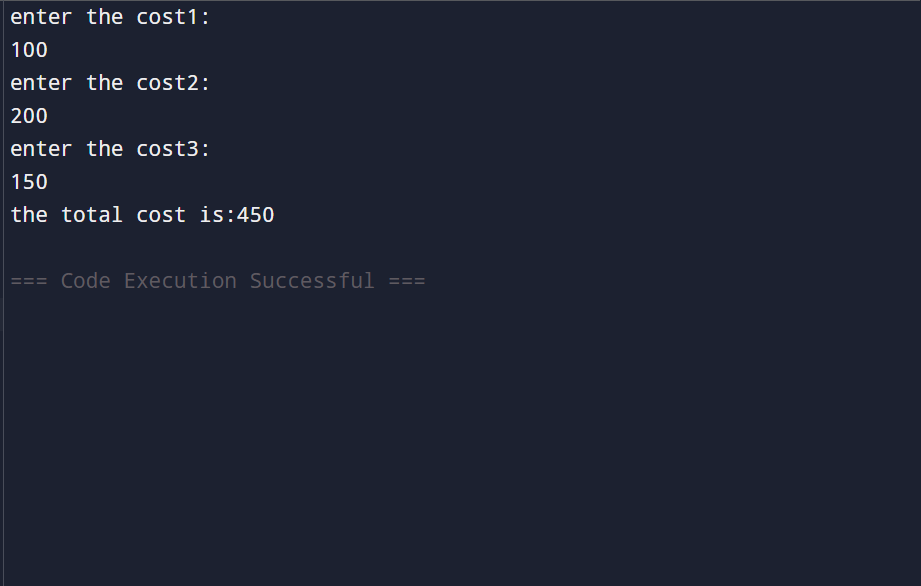 enter the cost1:
100
enter the cost2:
200
enter the cost3:
150
the total cost is:450
=== Code Execution Successful ===